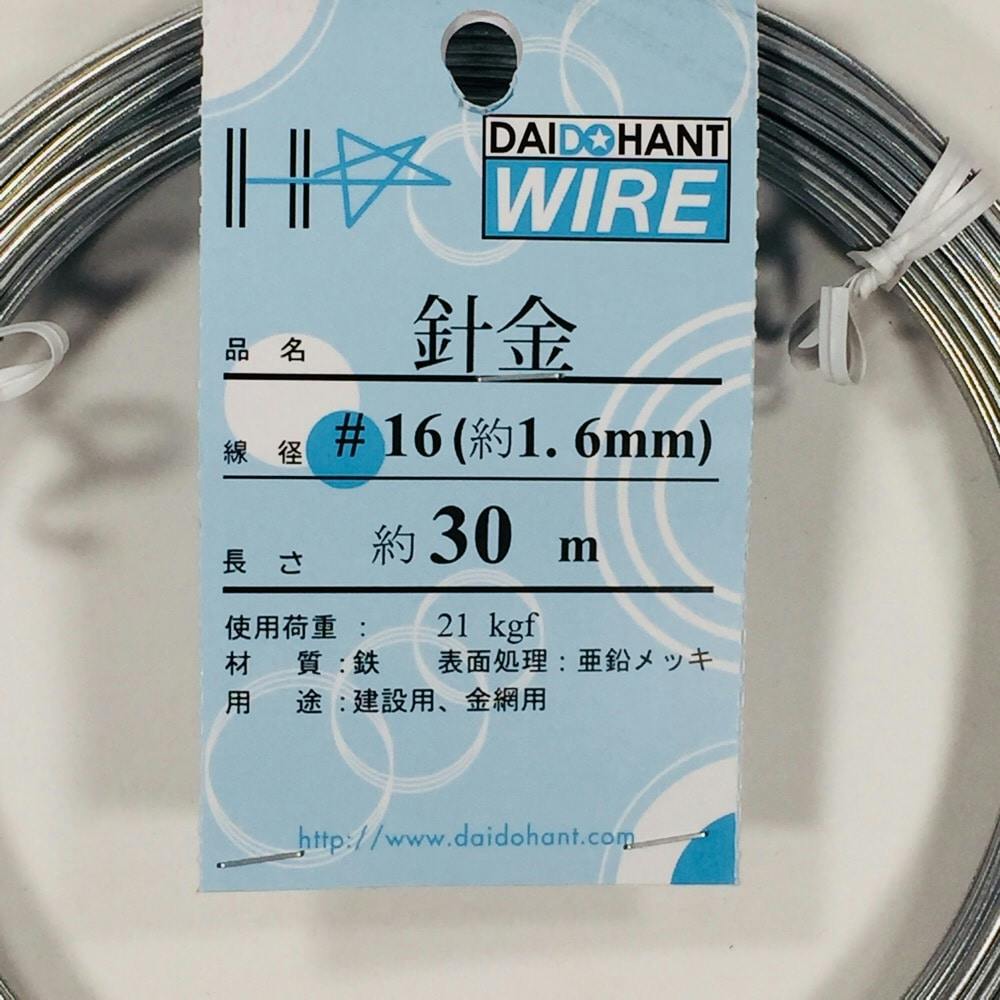 DAIDOHANT
WIRE
品 名 針金
線 径 # 16 (約1. 6mm)
長 さ 約 30 m
使用荷重 : 21 kgf
材 質 : 鉄 表面処理 : 亜鉛メッキ
用 途 : 建設用、金網用
http://www.daidohant.com